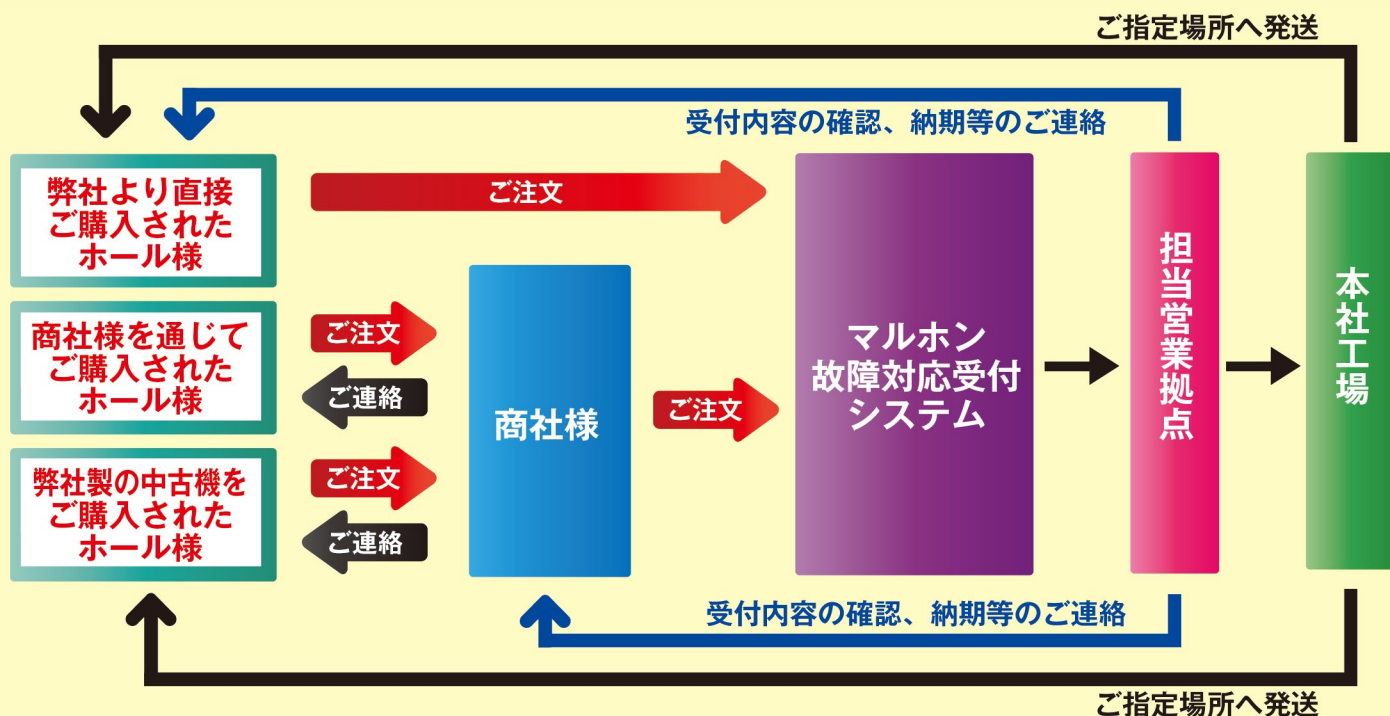 ご指定場所へ発送
受付内容の確認、納期等のご連絡
弊社より直接
ご購入された
ホール様
ご注文
商社様を通じて
ご購入された
ホール様
ご注文
ご連絡
弊社製の中古機を
ご購入された
ホール様
ご注文
ご連絡
商社様
ご注文
マルホン
故障対応受付
システム
担当営業拠点
本社工場
受付内容の確認、納期等のご連絡
ご指定場所へ発送